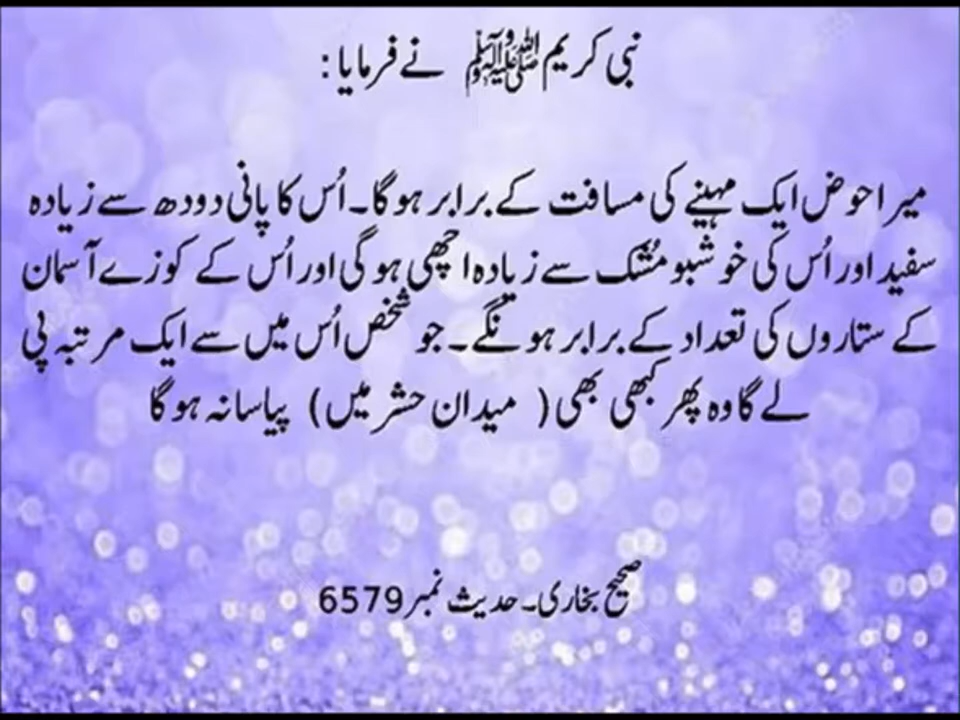 نبی کریم ﷺ نے فرمایا:
میرا حوض ایک مہینے کی مسافت کے برابر ہوگا۔ اُس کا پانی دودھ سے زیادہ
سفید اور اُس کی خوشبو مُشک سے زیادہ اچھی ہوگی اور اُس کے کوزے آسمان
کے ستاروں کی تعداد کے برابر ہونگے۔ جو شخص اُس میں سے ایک مرتبہ پی
لے گا وہ پھر کبھی بھی ( میدان حشر میں) پیاسا نہ ہوگا
صحیح بخاری۔ حدیث نمبر 6579